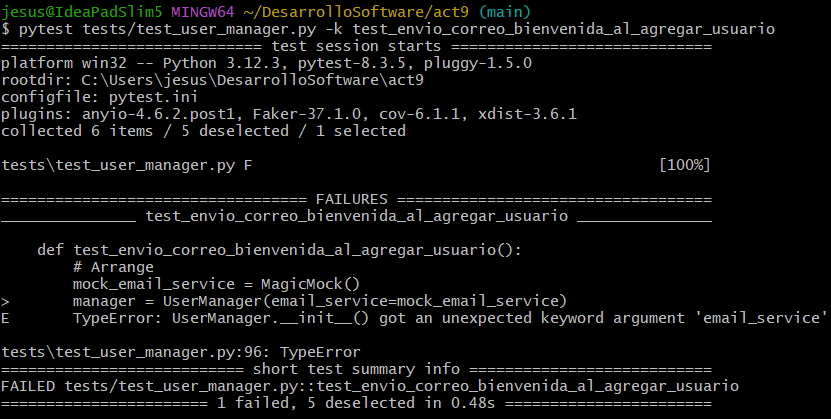 jesus@IdeaPadSlim5 MINGW64 ~/DesarrolloSoftware/act9 (main)
$ pytest tests/test_user_manager.py -k test_envio_correo_bienvenida_al_agregar_usuario
============================= test session starts =============================
platform win32 -- Python 3.12.3, pytest-8.3.5, pluggy-1.5.0
rootdir: C:\Users\jesus\DesarrolloSoftware\act9
configfile: pytest.ini
plugins: anyio-4.6.2.post1, Faker-37.1.0, cov-6.1.1, xdist-3.6.1
collected 6 items / 5 deselected / 1 selected

tests\test_user_manager.py F                                             [100%]

================================== FAILURES ===================================
_______________ test_envio_correo_bienvenida_al_agregar_usuario _______________

    def test_envio_correo_bienvenida_al_agregar_usuario():
        # Arrange
        mock_email_service = MagicMock()
>       manager = UserManager(email_service=mock_email_service)
E       TypeError: UserManager.__init__() got an unexpected keyword argument 'email_service'

tests\test_user_manager.py:96: TypeError
=========================== short test summary info ===========================
FAILED tests/test_user_manager.py::test_envio_correo_bienvenida_al_agregar_usuario
======================= 1 failed, 5 deselected in 0.48s =======================